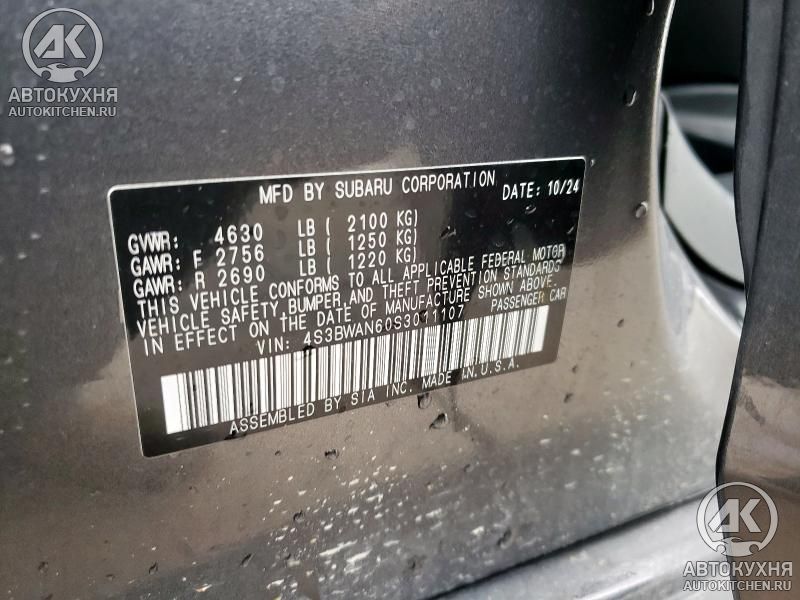 AK
АВТОКУХНЯ
AUTOKITCHEN.RU
MFD BY SUBARU CORPORATION DATE: 10/24
GVWR: 4630 LB ( 2100 KG)
GAWR: F 2756 LB ( 1250 KG)
GAWR: R 2690 LB ( 1220 KG)
THIS VEHICLE CONFORMS TO ALL APPLICABLE FEDERAL MOTOR
VEHICLE SAFETY, BUMPER, AND THEFT PREVENTION STANDARDS
IN EFFECT ON THE DATE OF MANUFACTURE SHOWN ABOVE.
VIN: 4S3BWAN60S3011107 PASSENGER CAR
ASSEMBLED BY SIA INC. MADE IN U.S.A.
AK
АВТОКУХНЯ
AUTOKITCHEN.RU